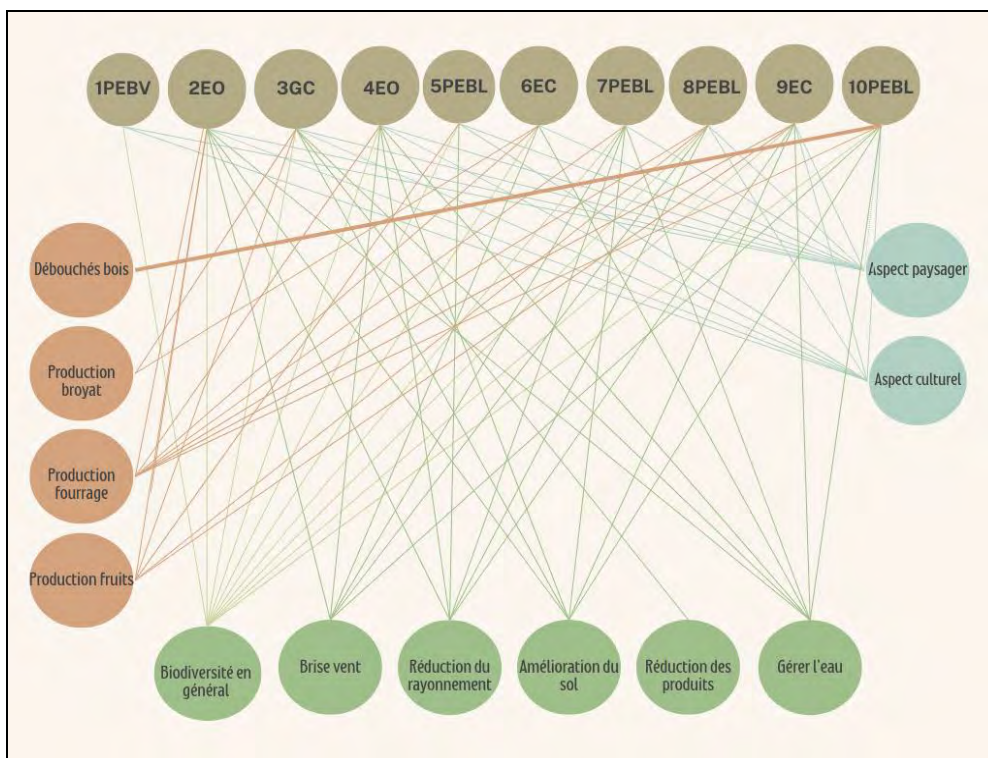 1PEBV
2EO
3GC
4EO
5PEBL
6EC
7PEBL
8PEBL
9EC
10PEBL
Débouchés bois
Production
broyat
Production
fourrage
Production fruits
Aspect paysager
Aspect culturel
Biodiversité en
général
Brise vent
Réduction du
rayonnement
Amélioration du
sol
Réduction des
produits
Gérer l'eau